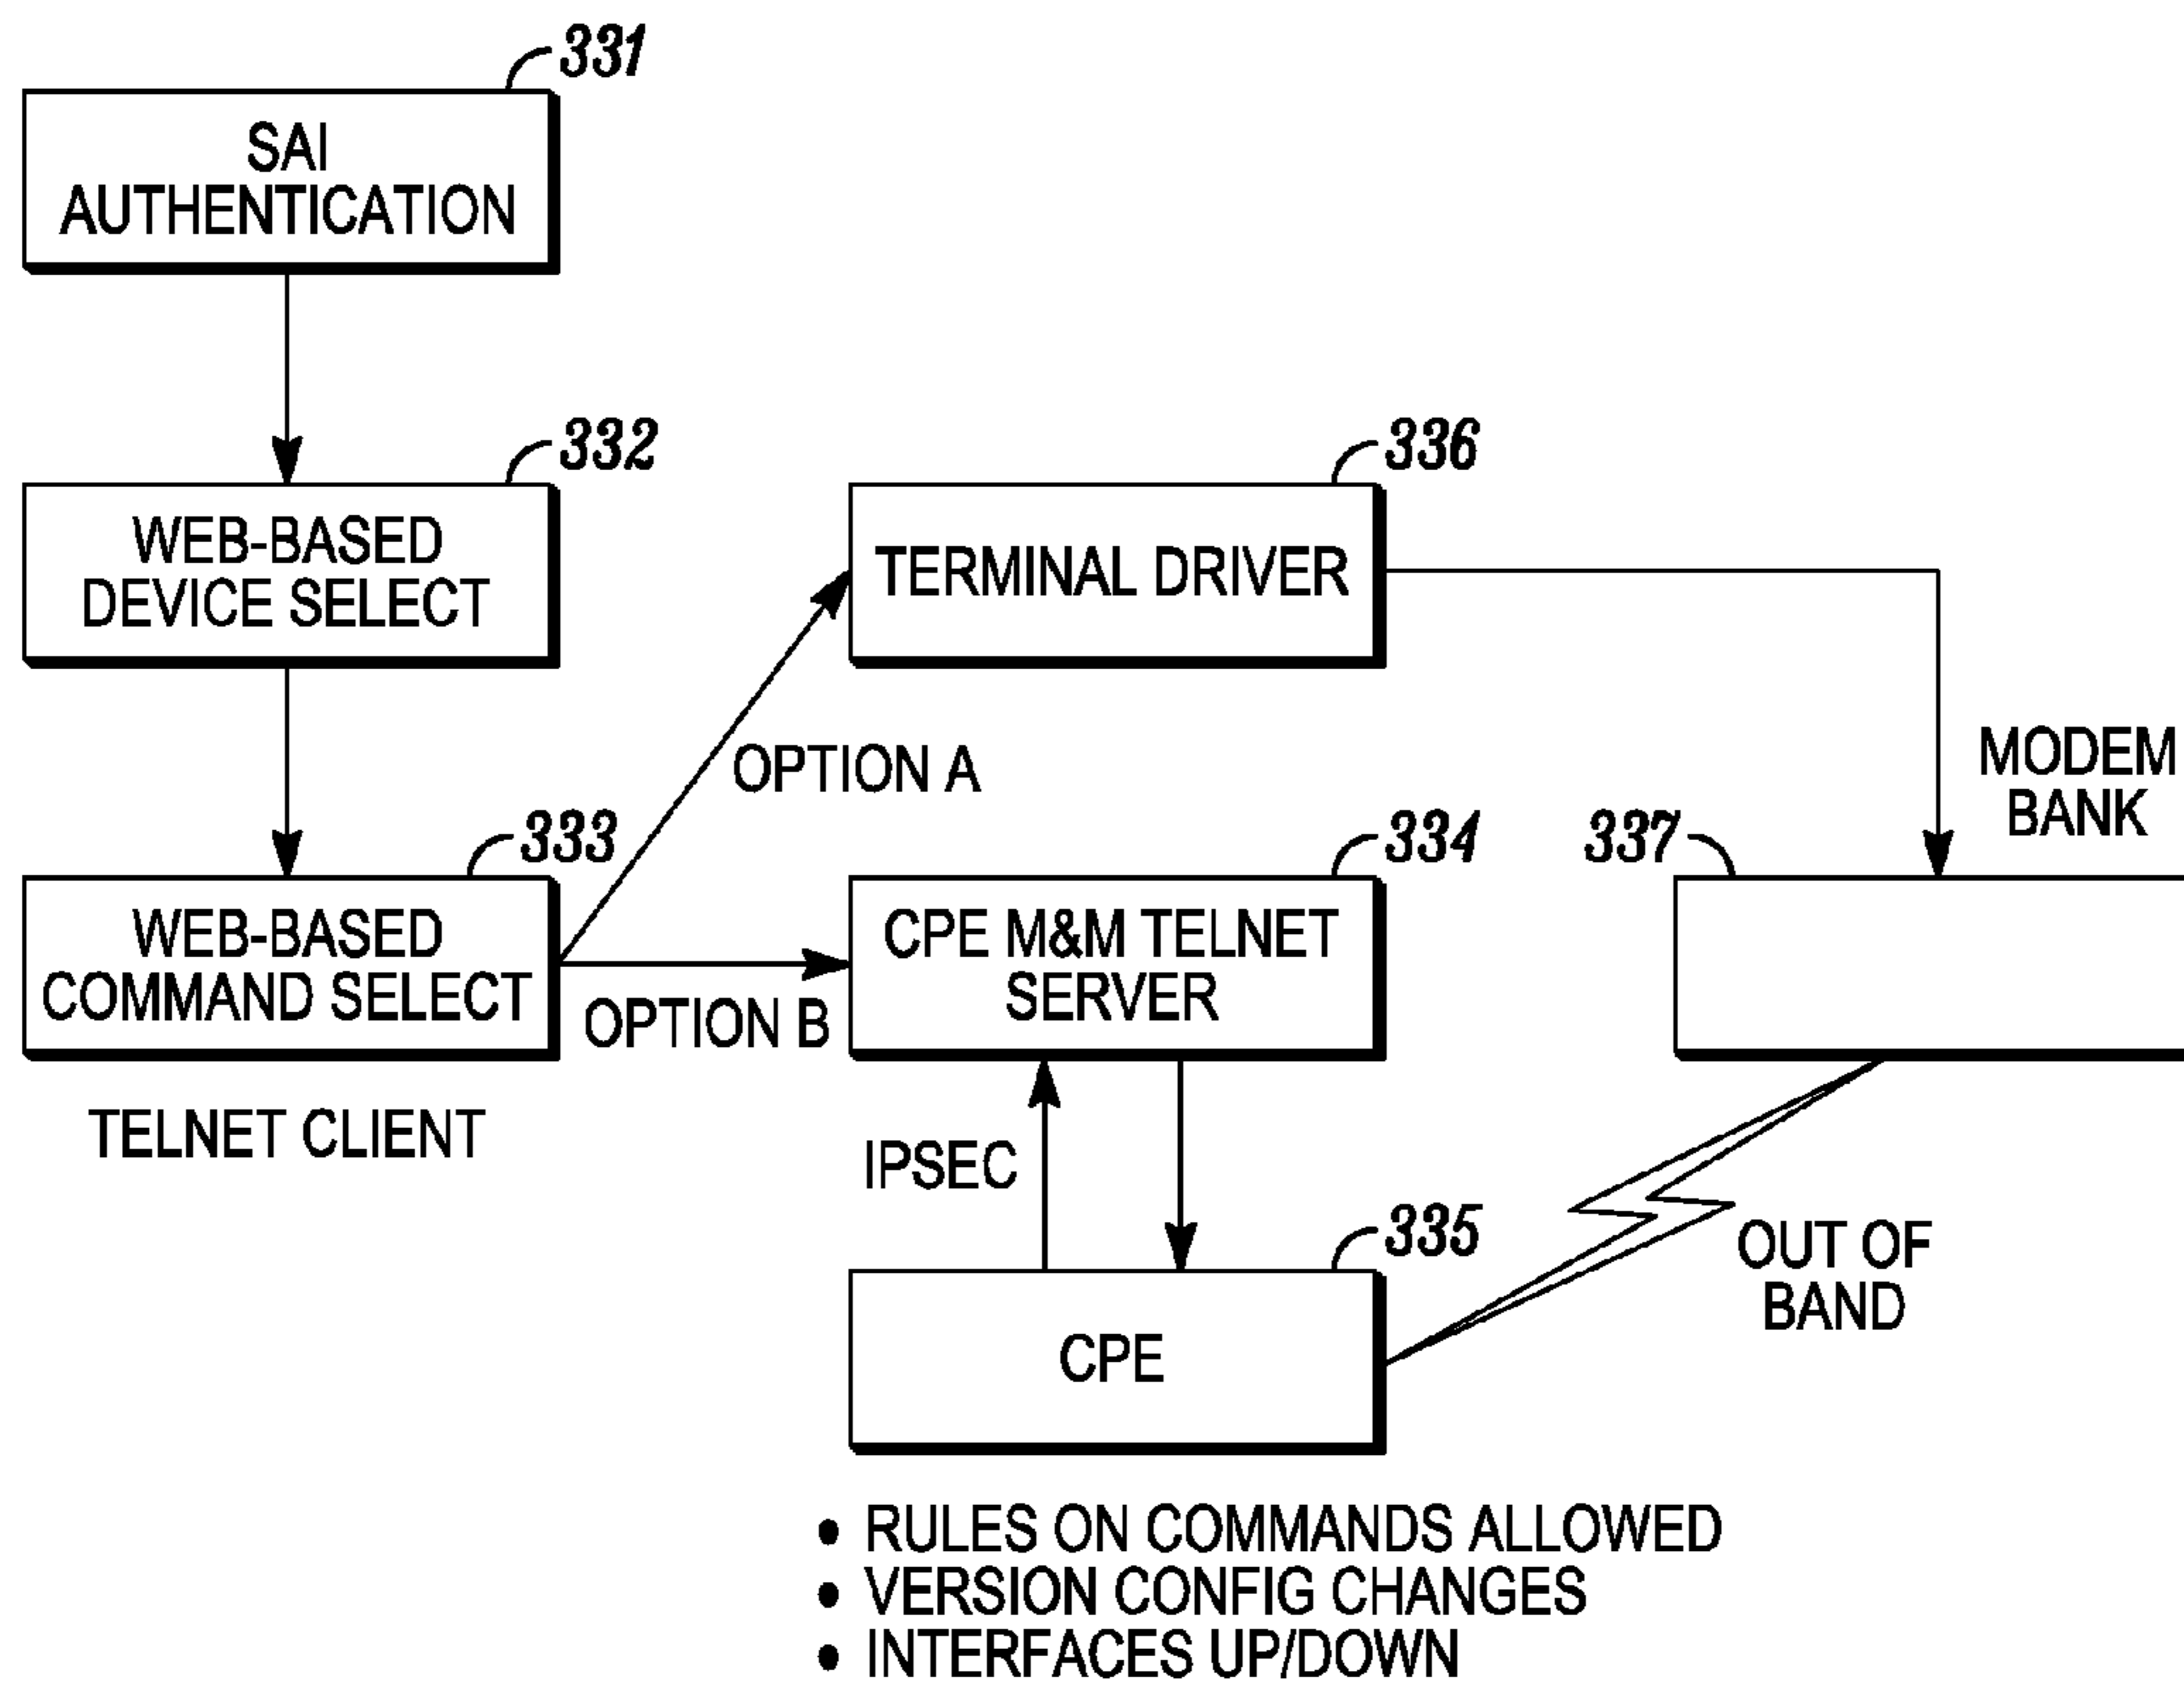 331
SAI
AUTHENTICATION
332
WEB-BASED
DEVICE SELECT
336
TERMINAL DRIVER
OPTION A
MODEM
BANK
333
WEB-BASED
COMMAND SELECT
OPTION B
334
CPE M&M TELNET
SERVER
337
TELNET CLIENT
IPSEC
335
CPE
OUT OF
BAND
• RULES ON COMMANDS ALLOWED
• VERSION CONFIG CHANGES
• INTERFACES UP/DOWN